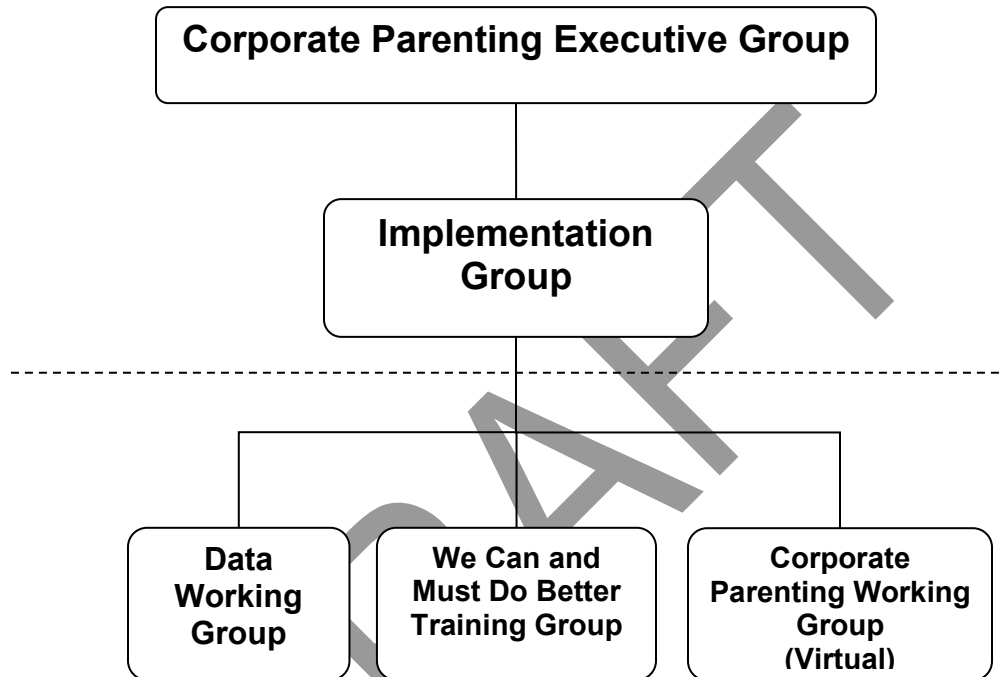 Corporate Parenting Executive Group
Implementation
Group
Data
Working
Group
We Can and
Must Do Better
Training Group
Corporate
Parenting Working
Group
(Virtual)
DRAFT